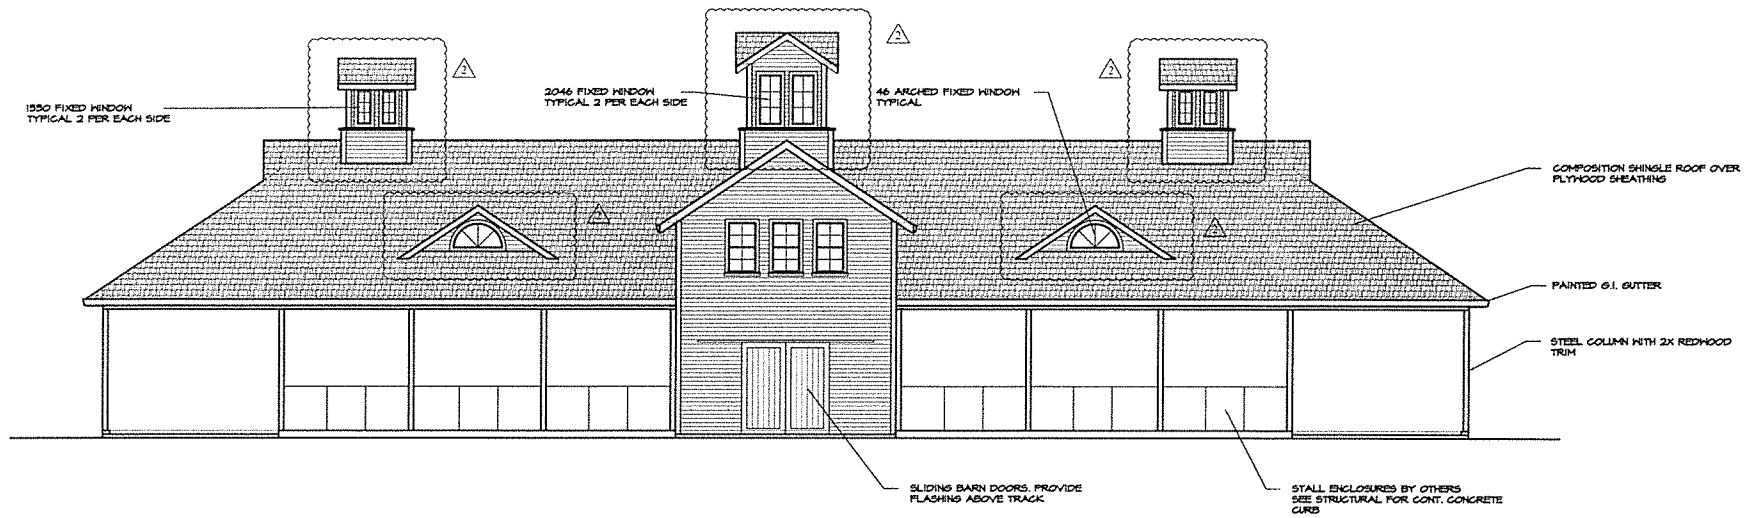 2
2
2
1530 FIXED WINDOW
TYPICAL 2 PER EACH SIDE
2046 FIXED WINDOW
TYPICAL 2 PER EACH SIDE
46 ARCHED FIXED WINDOW
TYPICAL
COMPOSITION SHINGLE ROOF OVER
PLYWOOD SHEATHING
2
2
PAINTED G.I. GUTTER
STEEL COLUMN WITH 2X REDWOOD
TRIM
SLIDING BARN DOORS. PROVIDE
FLASHING ABOVE TRACK
STALL ENCLOSURES BY OTHERS
SEE STRUCTURAL FOR CONT. CONCRETE
CURB